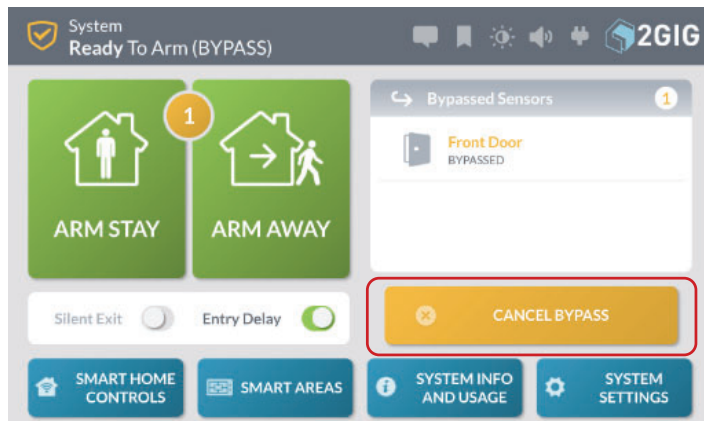 System
Ready To Arm (BYPASS)
2GIG
1
ARM STAY
ARM AWAY
Bypassed Sensors
1
Front Door
BYPASSED
Silent Exit
Entry Delay
CANCEL BYPASS
SMART HOME
CONTROLS
SMART AREAS
SYSTEM INFO
AND USAGE
SYSTEM
SETTINGS